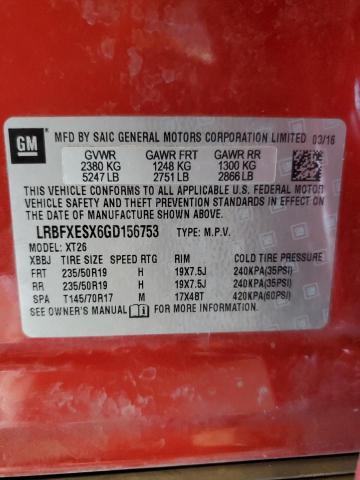 GM MFD BY SAIC GENERAL MOTORS CORPORATION LIMITED 03/16
GVWR GAWR FRT GAWR RR
2380 KG 1248 KG 1300 KG
5247 LB 2751 LB 2866 LB
THIS VEHICLE CONFORMS TO ALL APPLICABLE U.S. FEDERAL MOTOR
VEHICLE SAFETY AND THEFT PREVENTION STANDARDS IN EFFECT ON
THE DATE OF MANUFACTURE SHOWN ABOVE.
LRBFXESX6GD156753 TYPE: M.P.V.
MODEL: XT26
XBBJ TIRE SIZE SPEED RTG RIM COLD TIRE PRESSURE
FRT 235/50R19 H 19X7.5J 240KPA(35PSI)
RR 235/50R19 H 19X7.5J 240KPA(35PSI)
SPA T145/70R17 M 17X4BT 420KPA(60PSI)
SEE OWNER'S MANUAL FOR MORE INFORMATION.